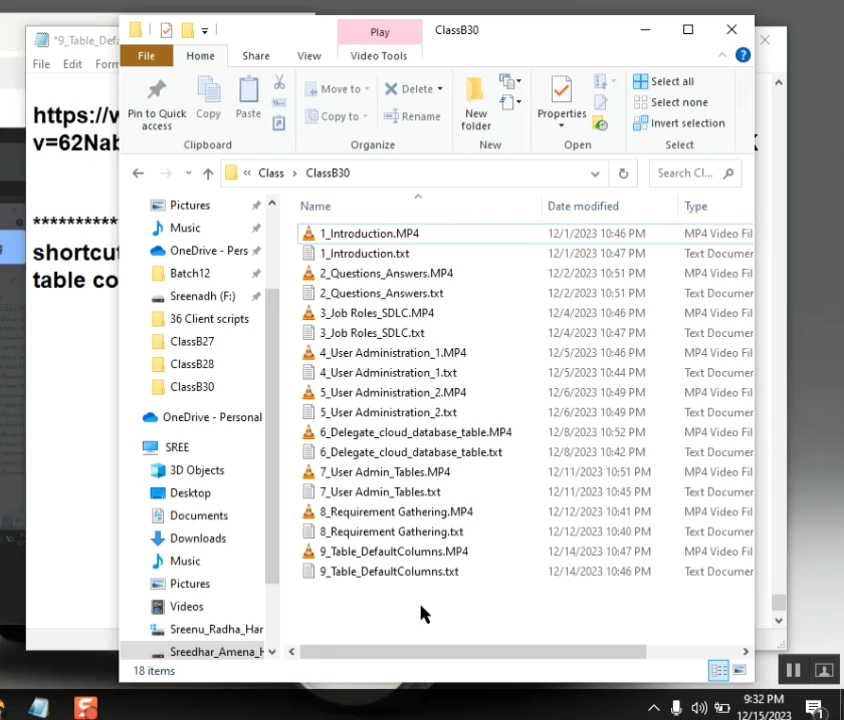 *9_Table_Defa
File Edit Form
https://v
v=62Nab
***********
shortcut
table co
Play
ClassB30
File Home Share View Video Tools
Pin to Quick access
Copy
Paste
Clipboard
Move to
Copy to
Delete
Rename
Organize
New folder
New
Properties
Open
Select all
Select none
Invert selection
Select
« Class › ClassB30
Search Cl...
Pictures
Music
OneDrive - Pers
Batch12
Sreenadh (F:)
36 Client scripts
ClassB27
ClassB28
ClassB30
OneDrive - Personal
SREE
3D Objects
Desktop
Documents
Downloads
Music
Pictures
Videos
Sreenu_Radha_Har
Sreedhar_Amena_H
Name Date modified Type
1_Introduction.MP4 12/1/2023 10:46 PM MP4 Video Fil
1_Introduction.txt 12/1/2023 10:47 PM Text Documer
2_Questions_Answers.MP4 12/2/2023 10:51 PM MP4 Video Fil
2_Questions_Answers.txt 12/2/2023 10:51 PM Text Documer
3_Job Roles_SDLC.MP4 12/4/2023 10:46 PM MP4 Video Fil
3_Job Roles_SDLC.txt 12/4/2023 10:47 PM Text Documer
4_User Administration_1.MP4 12/5/2023 10:46 PM MP4 Video Fil
4_User Administration_1.txt 12/5/2023 10:44 PM Text Documer
5_User Administration_2.MP4 12/6/2023 10:49 PM MP4 Video Fil
5_User Administration_2.txt 12/6/2023 10:49 PM Text Documer
6_Delegate_cloud_database_table.MP4 12/8/2023 10:52 PM MP4 Video Fil
6_Delegate_cloud_database_table.txt 12/8/2023 10:42 PM Text Documer
7_User Admin_Tables.MP4 12/11/2023 10:51 PM MP4 Video Fil
7_User Admin_Tables.txt 12/11/2023 10:45 PM Text Documer
8_Requirement Gathering.MP4 12/12/2023 10:41 PM MP4 Video Fil
8_Requirement Gathering.txt 12/12/2023 10:40 PM Text Documer
9_Table_DefaultColumns.MP4 12/14/2023 10:47 PM MP4 Video Fil
9_Table_DefaultColumns.txt 12/14/2023 10:46 PM Text Documer
18 items
9:32 PM
12/15/2023